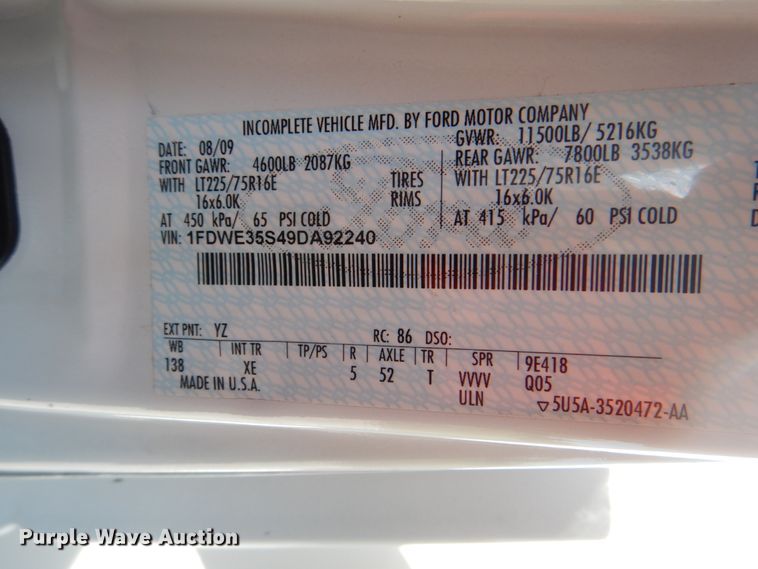 INCOMPLETE VEHICLE MFD. BY FORD MOTOR COMPANY
DATE: 08/09 GVWR: 11500LB/ 5216KG
FRONT GAWR: 4600LB 2087KG REAR GAWR: 7800LB 3538KG
WITH LT225/75R16E TIRES WITH LT225/75R16E
16x6.0K RIMS 16x6.0K
AT 450 kPa/ 65 PSI COLD AT 415 kPa/ 60 PSI COLD
VIN: 1FDWE35S49DA92240
EXT PNT: YZ RC: 86 DSO:
WB INT TR TP/PS R AXLE TR SPR 9E418
138 XE 5 52 T VVVV Q05
MADE IN U.S.A. ULN ▽5U5A-3520472-AA
Purple Wave Auction